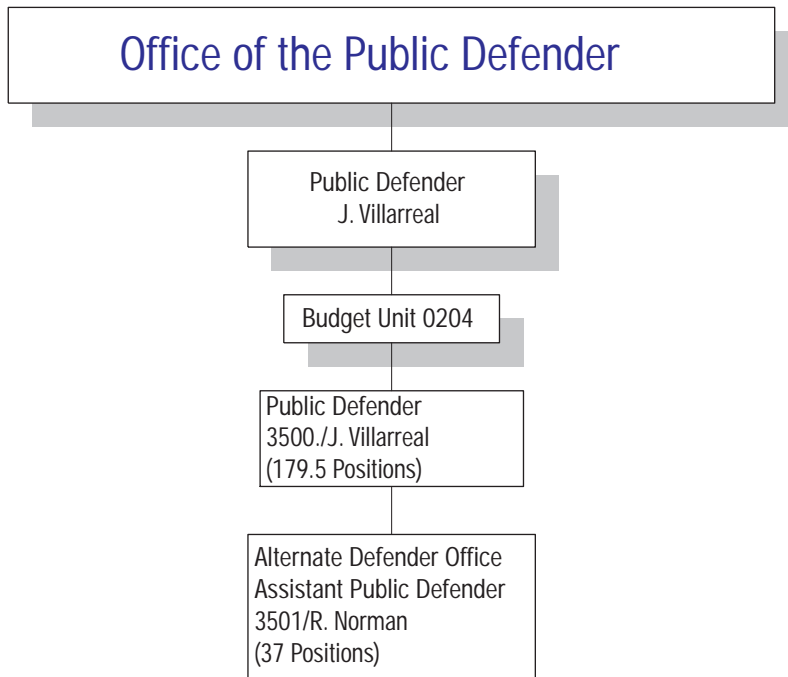 Office of the Public Defender
Public Defender
J. Villarreal
Budget Unit 0204
Public Defender
3500./J. Villarreal
(179.5 Positions)
Alternate Defender Office
Assistant Public Defender
3501/R. Norman
(37 Positions)